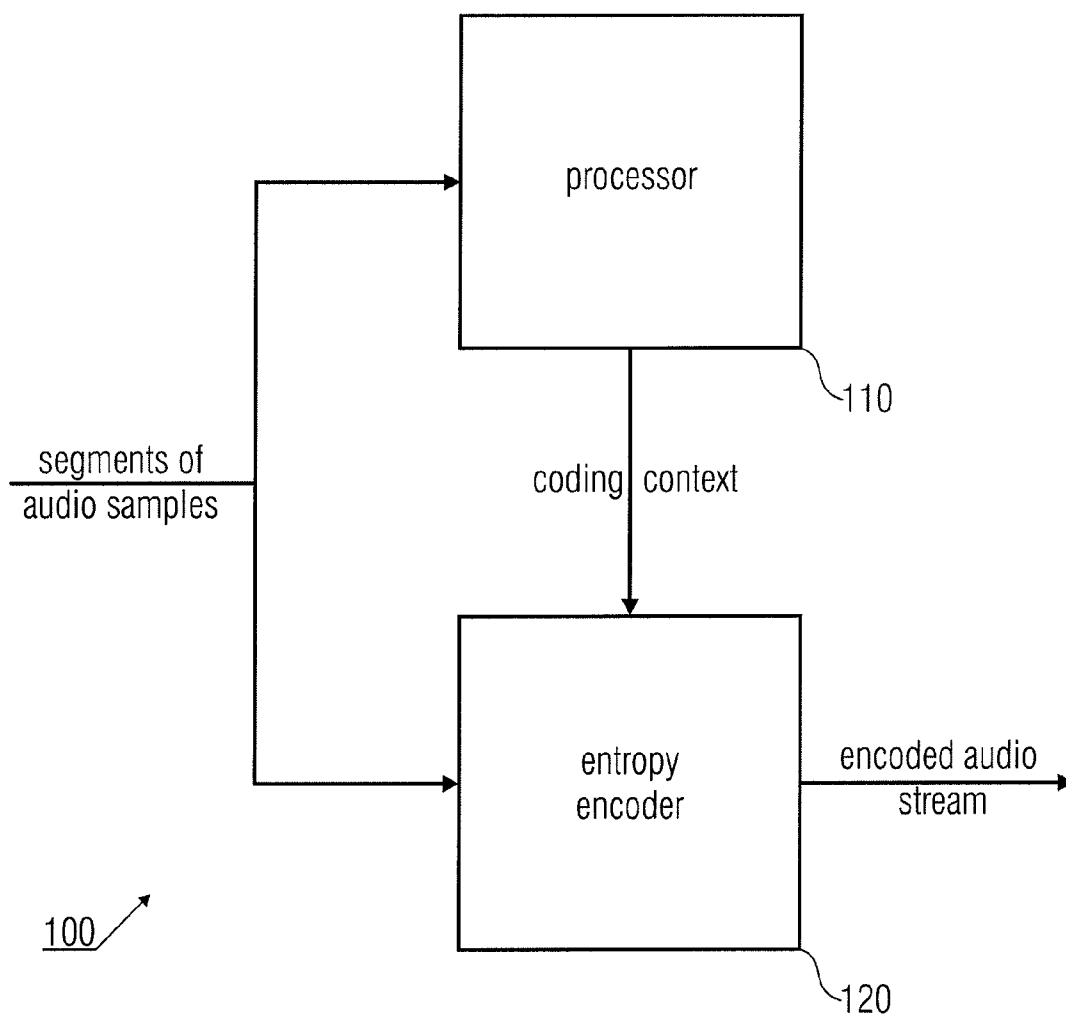 processor
110
segments of
audio samples
coding context
entropy
encoder
encoded audio
stream
100
120